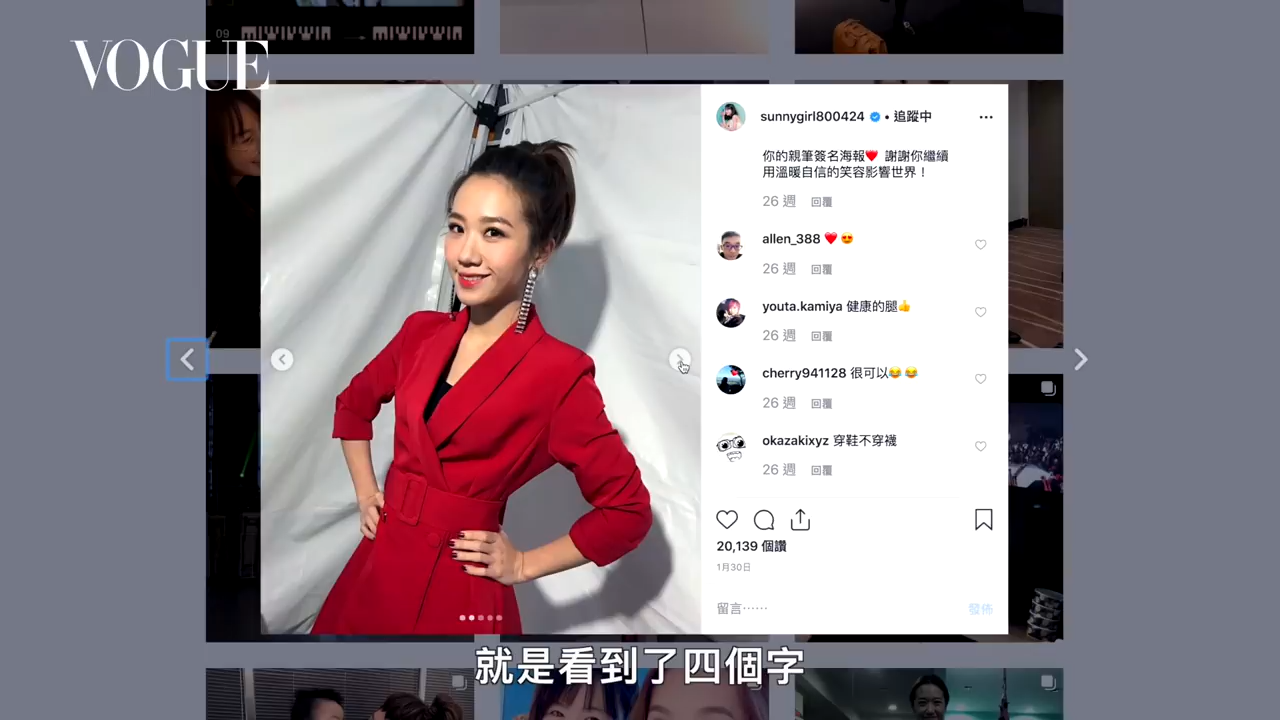 09
VOGUE
sunnygirl800424 • 追蹤中
你的親筆簽名海報❤️ 謝謝你繼續
用溫暖自信的笑容影響世界！
26 週 回覆
allen_388 ❤️😍
26 週 回覆
youta.kamiya 健康的腿👍
26 週 回覆
cherry941128 很可以😂😂
26 週 回覆
okazakixyz 穿鞋不穿襪
26 週 回覆
20,139 個讚
1月30日
留言⋯⋯
發佈
就是看到了四個字